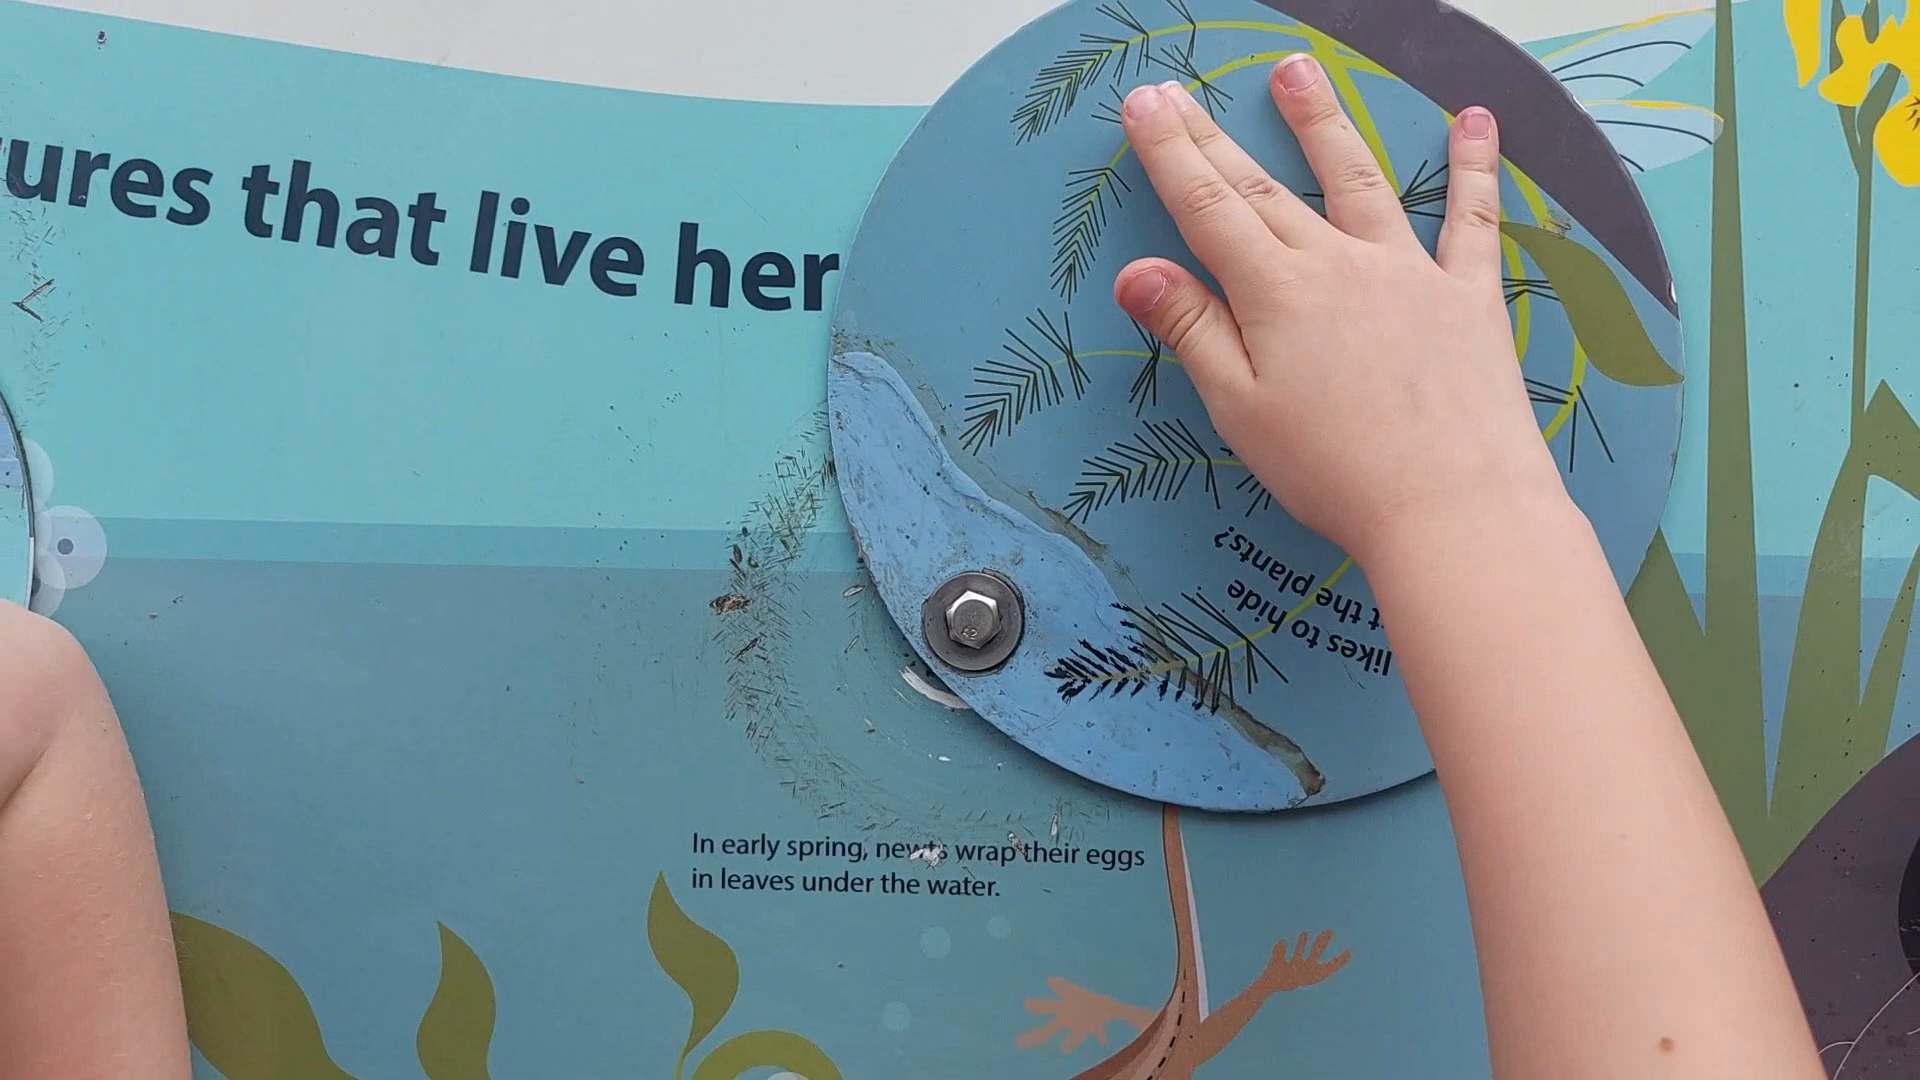 ures that live her
likes to hide
t the plants?
In early spring, newts wrap their eggs
in leaves under the water.